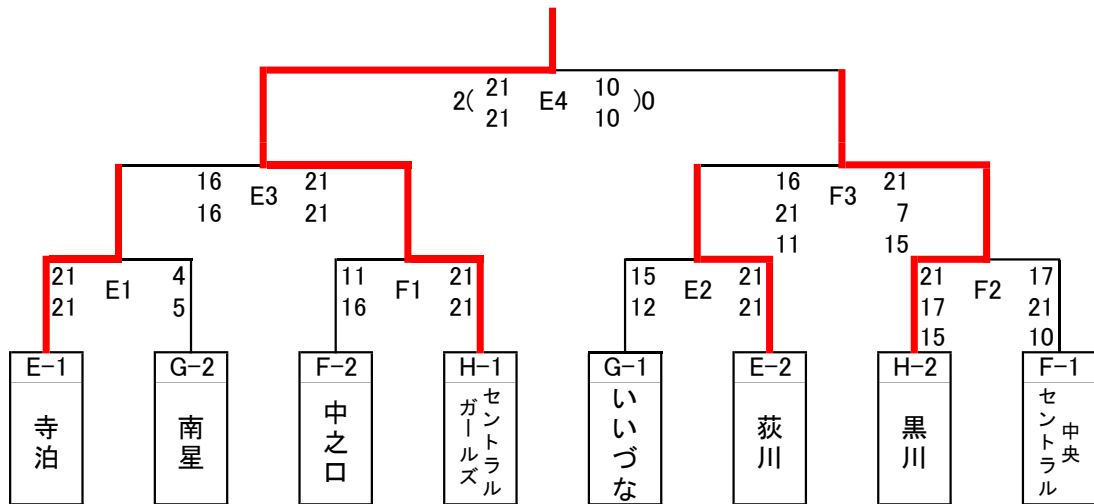 2( 21 E4 10 )0
21 10
16 E3 21
16 21
16 F3 21
21 7
11 15
21 E1 4
21 5
11 F1 21
16 21
15 E2 21
12 21
21 F2 17
17 21
15 10
E-1
G-2
F-2
H-1
G-1
E-2
H-2
F-1
寺泊
南星
中之口
セントラル
ガールズ
いいづな
荻川
黒川
中央
セントラル